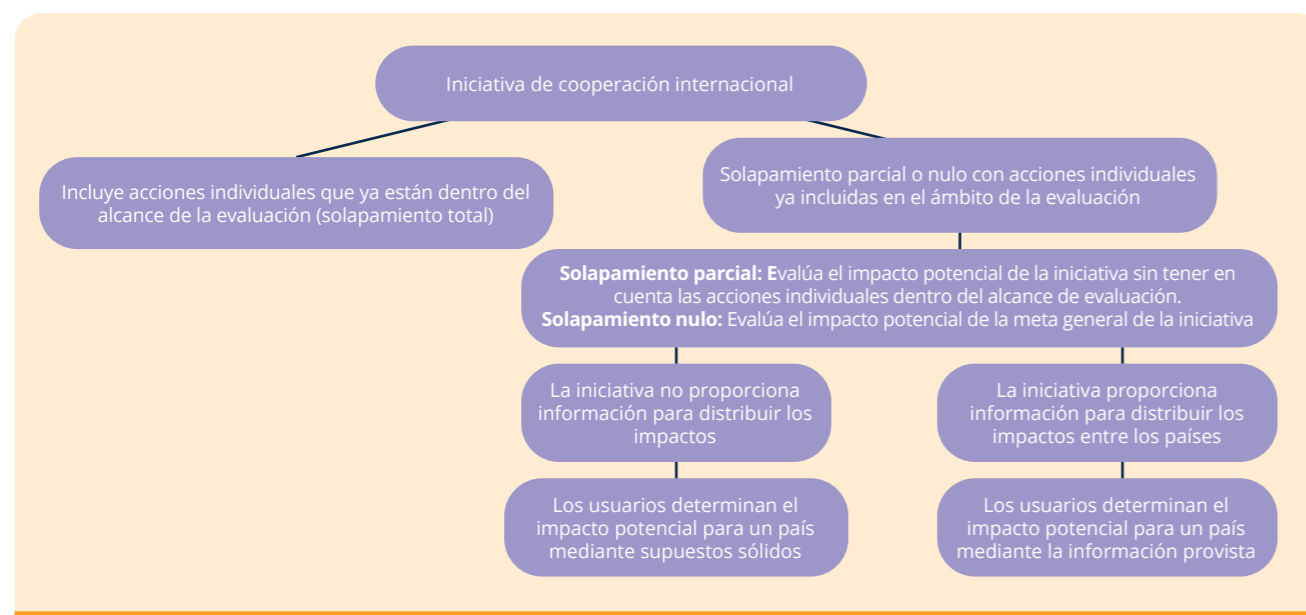 Iniciativa de cooperación internacional
Incluye acciones individuales que ya están dentro del
alcance de la evaluación (solapamiento total)
Solapamiento parcial o nulo con acciones individuales
ya incluidas en el ámbito de la evaluación
Solapamiento parcial: Evalúa el impacto potencial de la iniciativa sin tener en
cuenta las acciones individuales dentro del alcance de evaluación.
Solapamiento nulo: Evalúa el impacto potencial de la meta general de la iniciativa
La iniciativa no proporciona
información para distribuir los
impactos
La iniciativa proporciona
información para distribuir los
impactos entre los países
Los usuarios determinan el
impacto potencial para un país
mediante supuestos sólidos
Los usuarios determinan el
impacto potencial para un país
mediante la información provista